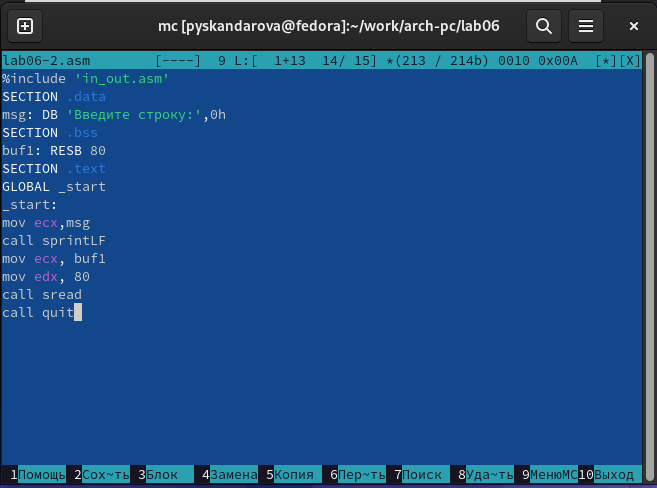 mc [pyskandarova@fedora]:~/work/arch-pc/lab06
lab06-2.asm [----] 9 L:[ 1+13 14/ 15] *(213 / 214b) 0010 0x00A [*][X]
%include 'in_out.asm'
SECTION .data
msg: DB 'Введите строку:',0h
SECTION .bss
buf1: RESB 80
SECTION .text
GLOBAL _start
_start:
mov ecx,msg
call sprintLF
mov ecx, buf1
mov edx, 80
call sread
call quit
1Помощь 2Сох~ть 3Блок 4Замена 5Копия 6Пер~ть 7Поиск 8Уда~ть 9МенюМС 10Выход